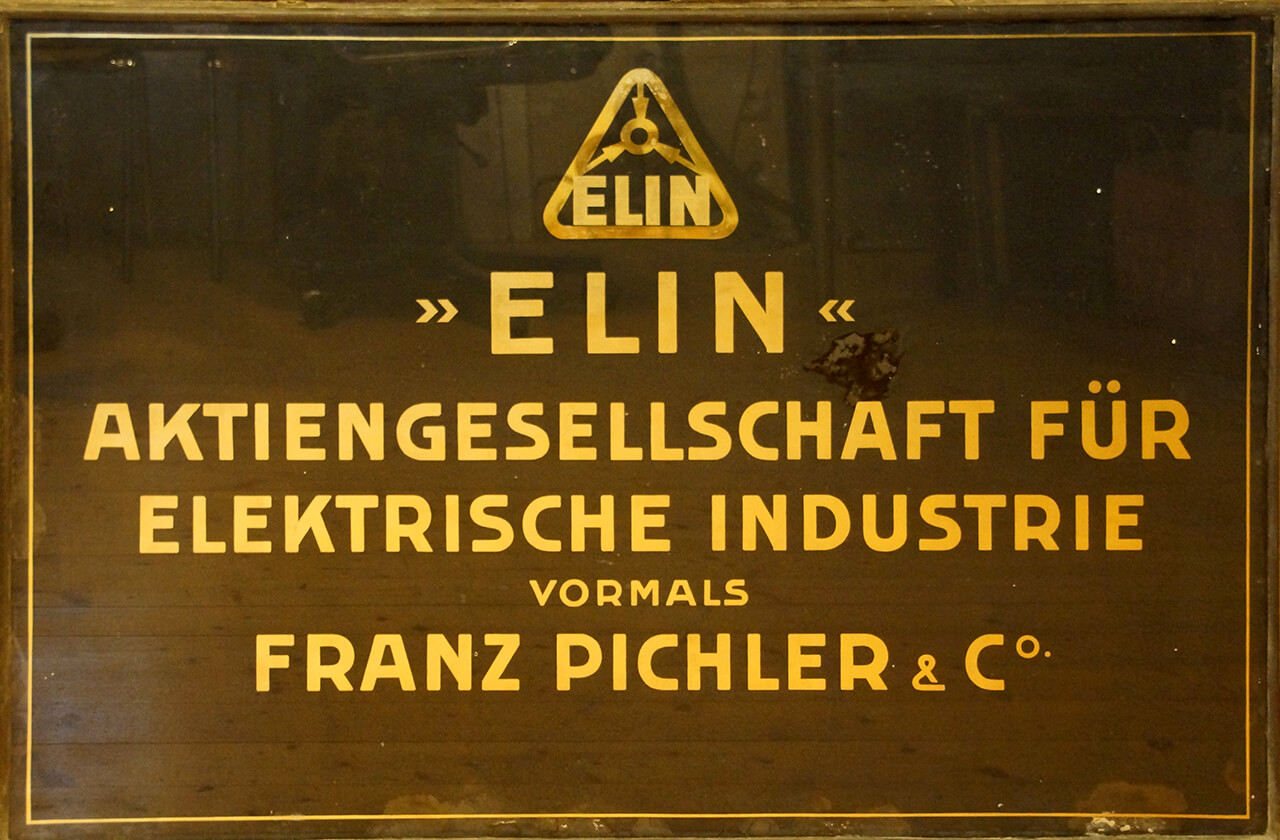 ELIN
» ELIN «
AKTIENGESELLSCHAFT FÜR
ELEKTRISCHE INDUSTRIE
VORMALS
FRANZ PICHLER & Co.